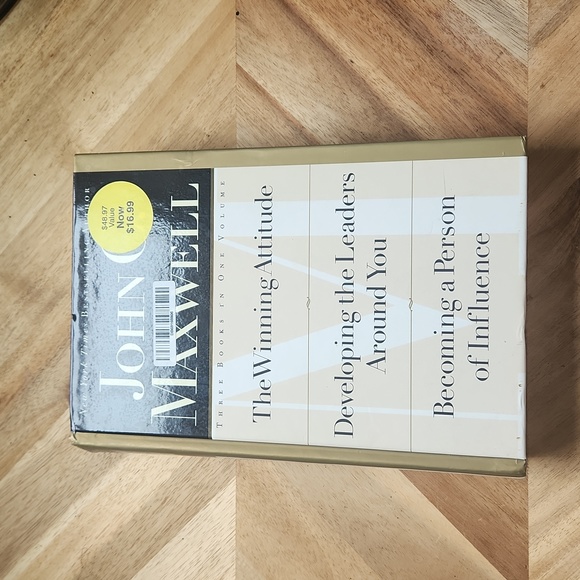 JOHN C
MAXWELL
$48.97
Value
Now
$16.99
THREE BOOKS IN ONE VOLUME
The Winning Attitude
Developing the Leaders
Around You
Becoming a Person
of Influence